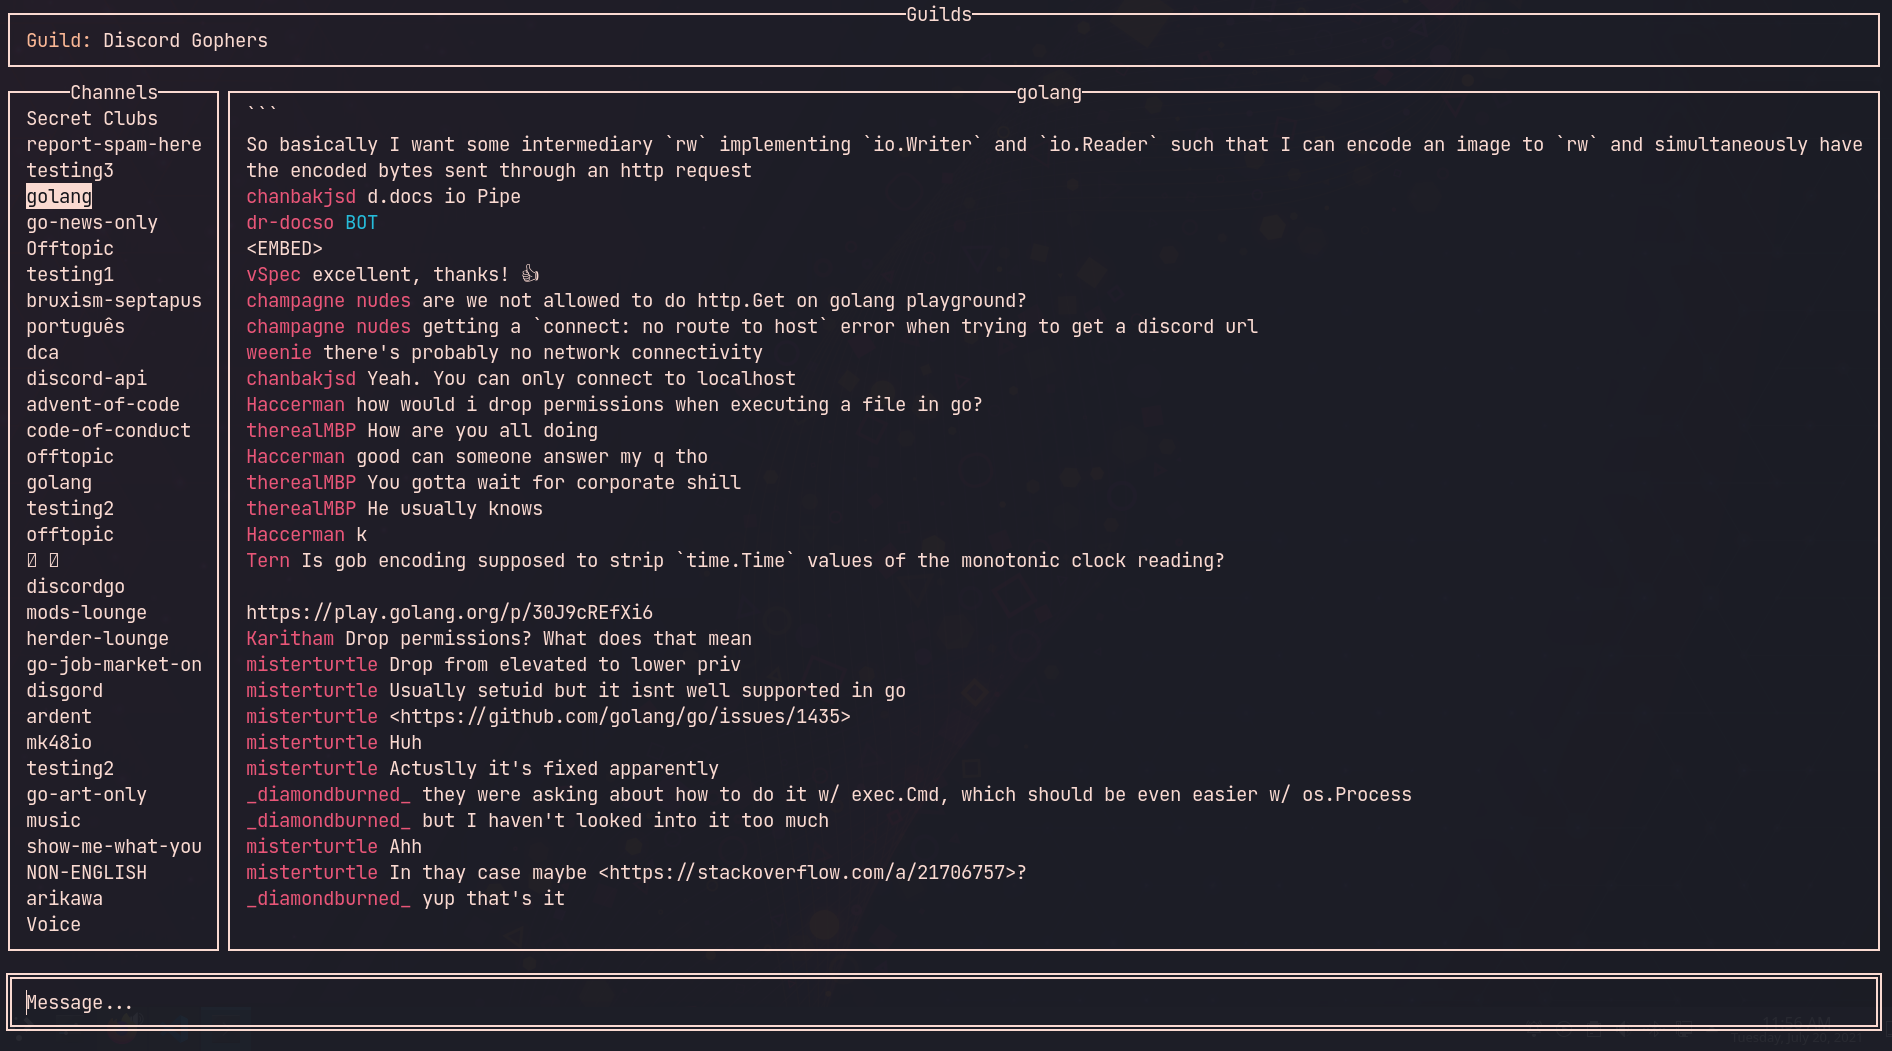 Guilds
Guild: Discord Gophers
Channels
Secret Clubs
report-spam-here
testing3
golang
go-news-only
Offtopic
testing1
bruxism-septapus
português
dca
discord-api
advent-of-code
code-of-conduct
offtopic
golang
testing2
offtopic
discordgo
mods-lounge
herder-lounge
go-job-market-on
disgord
ardent
mk48io
testing2
go-art-only
music
show-me-what-you
NON-ENGLISH
arikawa
Voice
golang
```
So basically I want some intermediary `rw` implementing `io.Writer` and `io.Reader` such that I can encode an image to `rw` and simultaneously have
the encoded bytes sent through an http request
chanbakjsd d.docs io Pipe
dr-docso BOT
<EMBED>
vSpec excellent, thanks! 👍
champagne nudes are we not allowed to do http.Get on golang playground?
champagne nudes getting a `connect: no route to host` error when trying to get a discord url
weenie there's probably no network connectivity
chanbakjsd Yeah. You can only connect to localhost
Haccerman how would i drop permissions when executing a file in go?
therealMBP How are you all doing
Haccerman good can someone answer my q tho
therealMBP You gotta wait for corporate shill
therealMBP He usually knows
Haccerman k
Tern Is gob encoding supposed to strip `time.Time` values of the monotonic clock reading?
https://play.golang.org/p/30J9cREfXi6
Karitham Drop permissions? What does that mean
misterturtle Drop from elevated to lower priv
misterturtle Usually setuid but it isnt well supported in go
misterturtle <https://github.com/golang/go/issues/1435>
misterturtle Huh
misterturtle Actuslly it's fixed apparently
_diamondburned_ they were asking about how to do it w/ exec.Cmd, which should be even easier w/ os.Process
_diamondburned_ but I haven't looked into it too much
misterturtle Ahh
misterturtle In thay case maybe <https://stackoverflow.com/a/21706757>?
_diamondburned_ yup that's it
Message...
11:56 AM
Tuesday, July 20, 2021